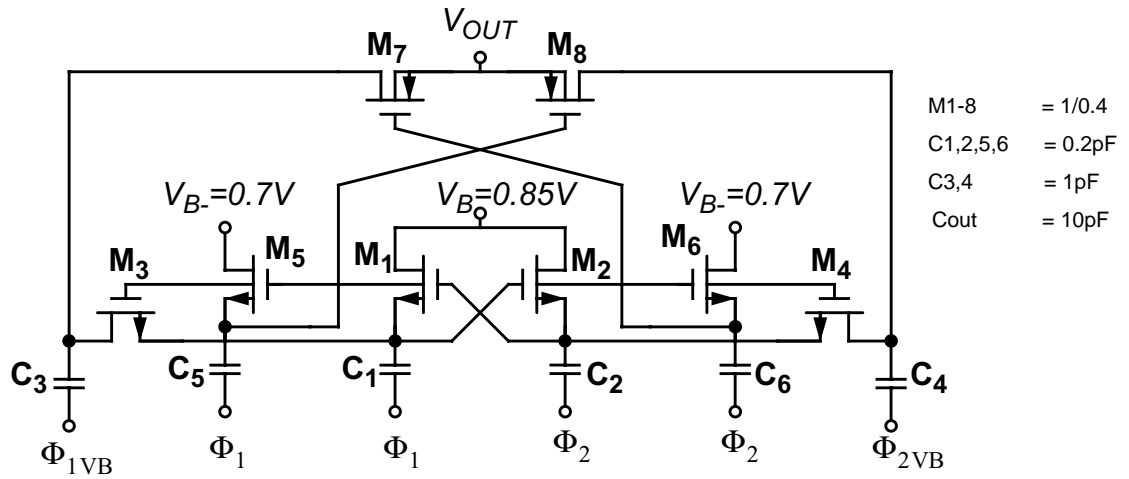 V_OUT
M7 M8
M1-8 = 1/0.4
C1,2,5,6 = 0.2pF
C3,4 = 1pF
Cout = 10pF
V_B-=0.7V V_B=0.85V V_B-=0.7V
M3 M5 M1 M2 M6 M4
C3 C5 C1 C2 C6 C4
Φ1VB Φ1 Φ1 Φ2 Φ2 Φ2VB